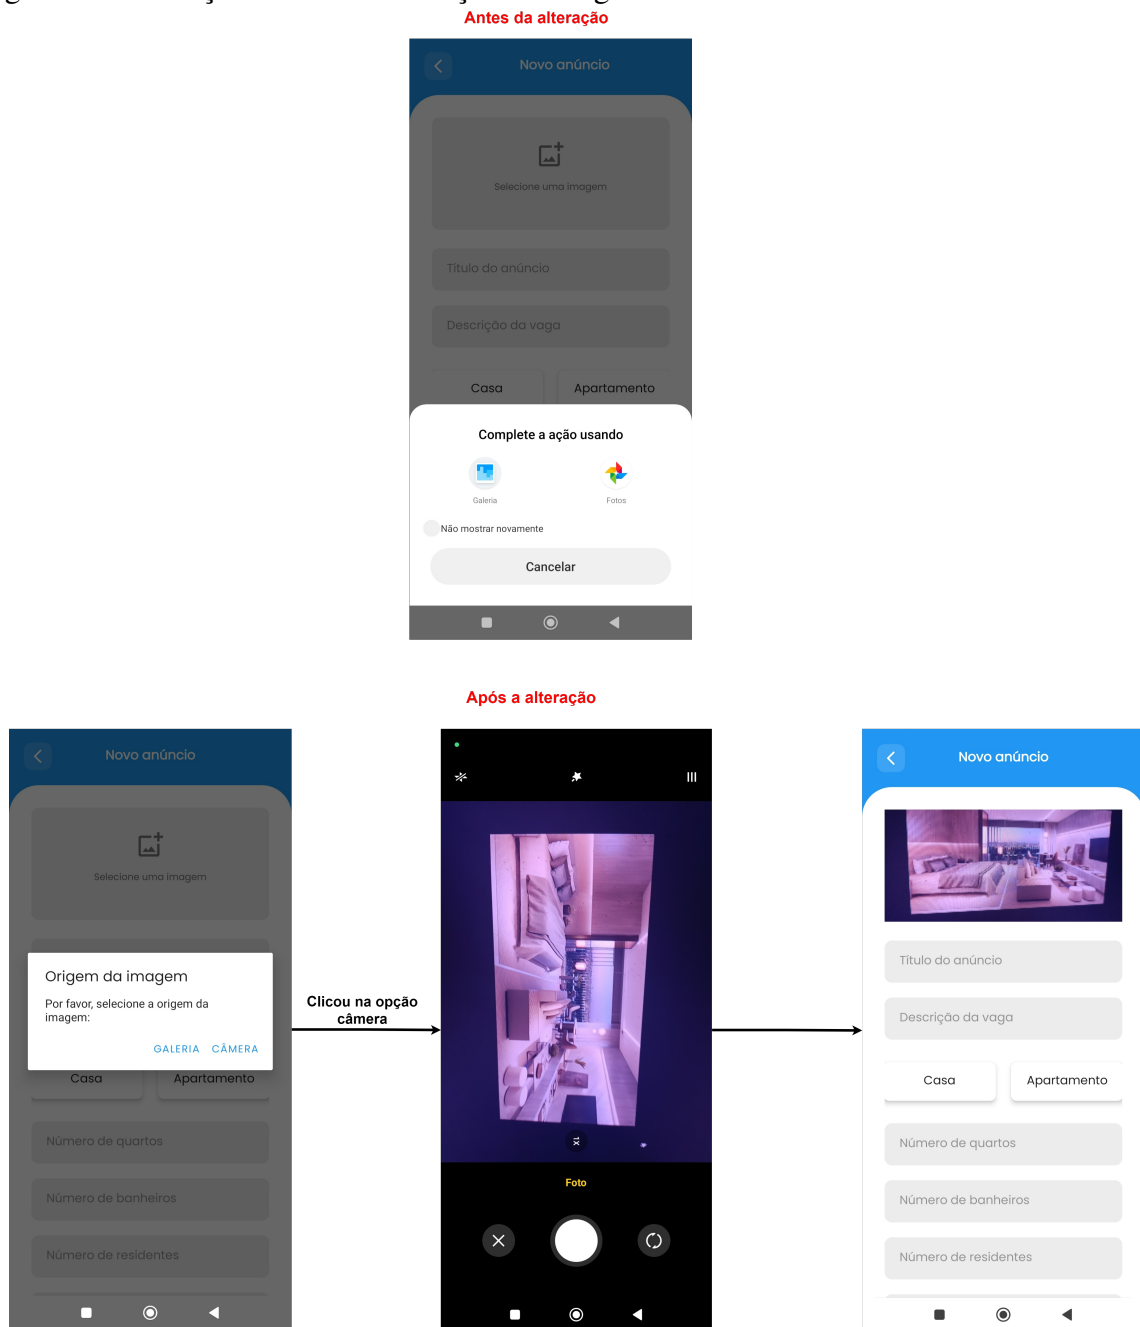 Antes da alteração
Novo anúncio
Selecione uma imagem
Título do anúncio
Descrição da vaga
Casa
Apartamento
Complete a ação usando
Galeria
Fotos
Não mostrar novamente
Cancelar
Após a alteração
Novo anúncio
Selecione uma imagem
Origem da imagem
Por favor, selecione a origem da
imagem:
GALERIA CÂMERA
Casa
Apartamento
Número de quartos
Número de banheiros
Número de residentes
Clicou na opção
câmera
Foto
Novo anúncio
Título do anúncio
Descrição da vaga
Casa
Apartamento
Número de quartos
Número de banheiros
Número de residentes